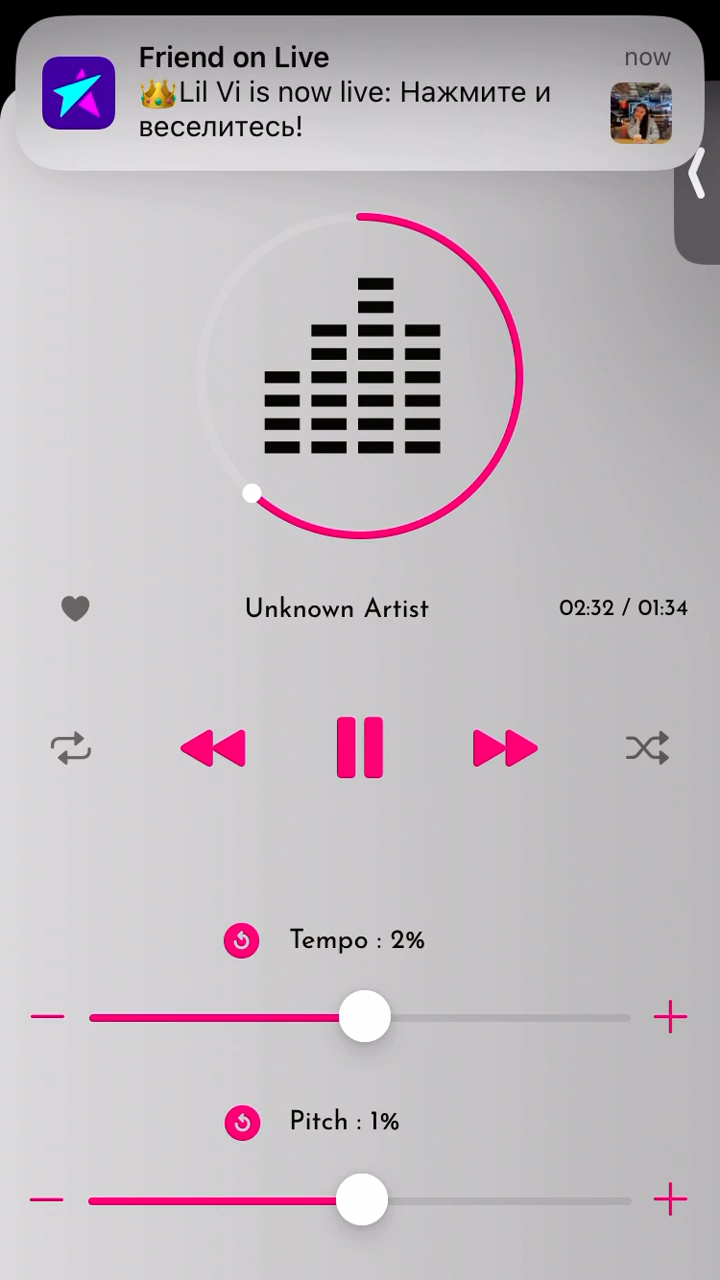 Friend on Live
now
👑Lil Vi is now live: Нажмите и
веселитесь!
Unknown Artist
02:32 / 01:34
Tempo : 2%
Pitch : 1%